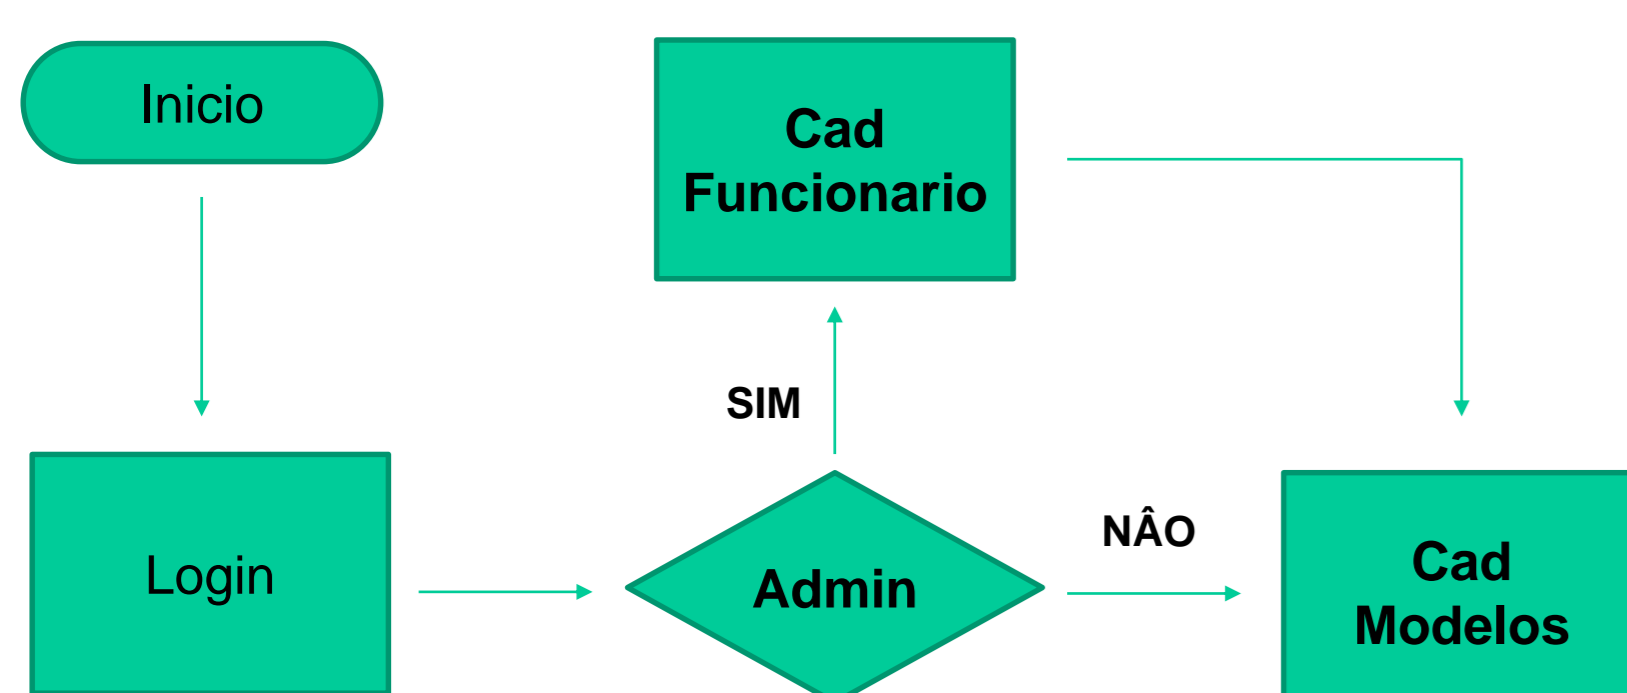 Inicio
Cad
Funcionario
SIM
NÂO
Login
Admin
Cad
Modelos